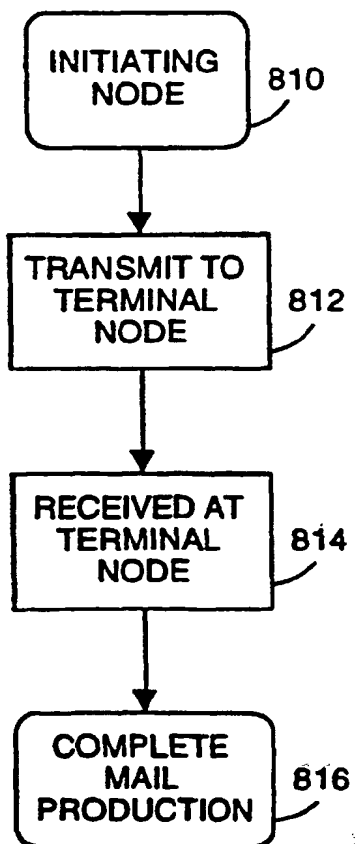 INITIATING
NODE
810
TRANSMIT TO
TERMINAL
NODE
812
RECEIVED AT
TERMINAL
NODE
814
COMPLETE
MAIL
PRODUCTION
816